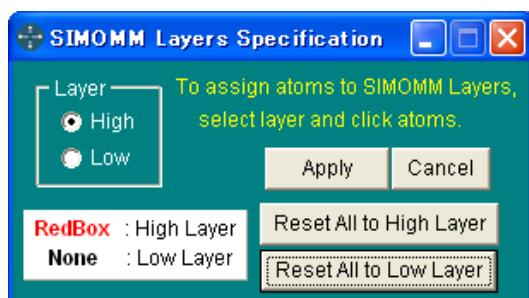 SIMOMM Layers Specification
Layer
High
Low
To assign atoms to SIMOMM Layers,
select layer and click atoms.
Apply
Cancel
RedBox : High Layer
None : Low Layer
Reset All to High Layer
Reset All to Low Layer